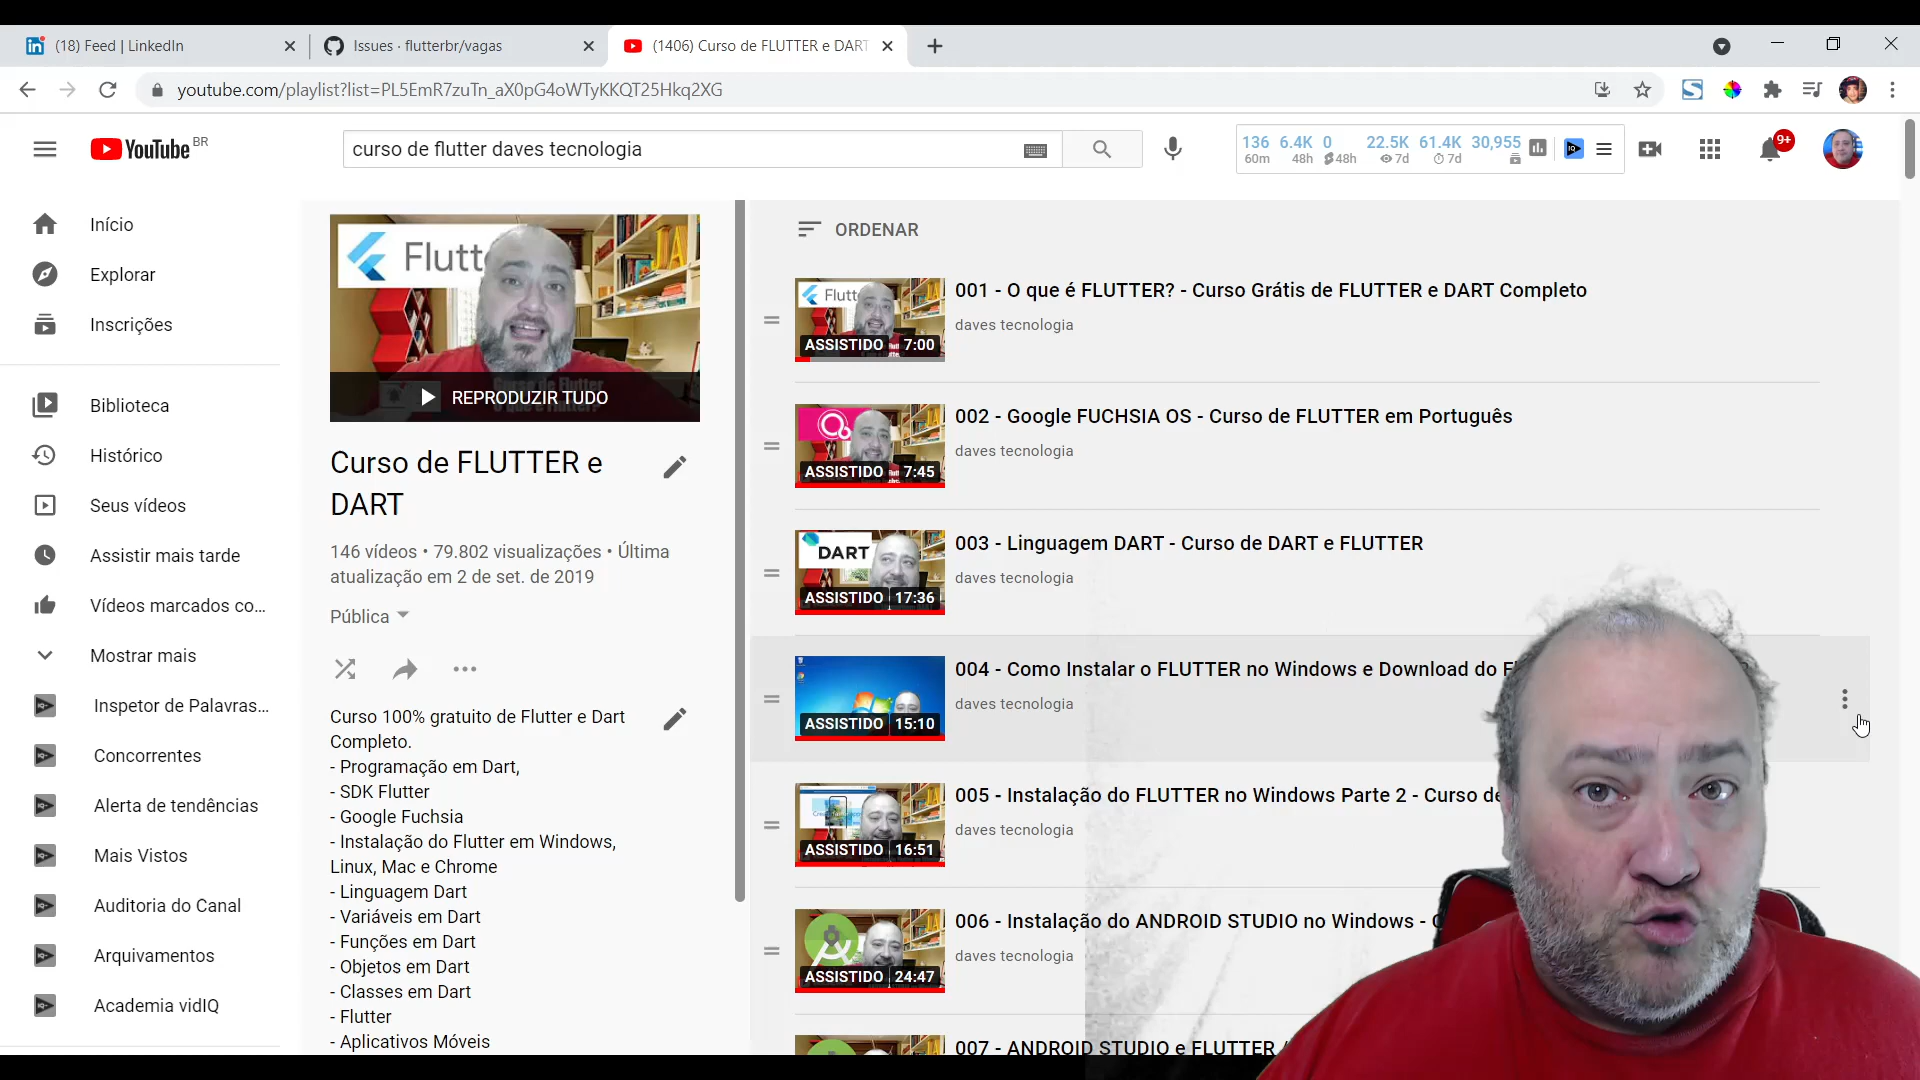 (18) Feed | LinkedIn
Issues · flutterbr/vagas
(1406) Curso de FLUTTER e DART
youtube.com/playlist?list=PL5EmR7zuTn_aX0pG4oWTyKKQT25Hkq2XG
YouTube BR
curso de flutter daves tecnologia
136 6.4K 0 22.5K 61.4K 30,955
60m 48h 48h 7d 7d
9+
Início
Explorar
Inscrições
Biblioteca
Histórico
Seus vídeos
Assistir mais tarde
Vídeos marcados co...
Mostrar mais
Inspetor de Palavras...
Concorrentes
Alerta de tendências
Mais Vistos
Auditoria do Canal
Arquivamentos
Academia vidIQ
REPRODUZIR TUDO
Curso de FLUTTER e
DART
146 vídeos • 79.802 visualizações • Última
atualização em 2 de set. de 2019
Pública
Curso 100% gratuito de Flutter e Dart
Completo.
- Programação em Dart,
- SDK Flutter
- Google Fuchsia
- Instalação do Flutter em Windows,
Linux, Mac e Chrome
- Linguagem Dart
- Variáveis em Dart
- Funções em Dart
- Objetos em Dart
- Classes em Dart
- Flutter
- Aplicativos Móveis
ORDENAR
ASSISTIDO 7:00
001 - O que é FLUTTER? - Curso Grátis de FLUTTER e DART Completo
daves tecnologia
ASSISTIDO 7:45
002 - Google FUCHSIA OS - Curso de FLUTTER em Português
daves tecnologia
DART
ASSISTIDO 17:36
003 - Linguagem DART - Curso de DART e FLUTTER
daves tecnologia
ASSISTIDO 15:10
004 - Como Instalar o FLUTTER no Windows e Download do
daves tecnologia
ASSISTIDO 16:51
005 - Instalação do FLUTTER no Windows Parte 2 - Curso de
daves tecnologia
ASSISTIDO 24:47
006 - Instalação do ANDROID STUDIO no Windows -
daves tecnologia
007 - ANDROID STUDIO e FLUTTER